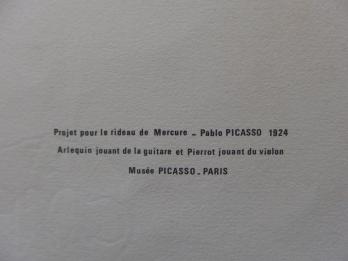 Projet pour le rideau de Mercure _ Pablo PICASSO 1924
Arlequin jouant de la guitare et Pierrot jouant du violon
Musée PICASSO _ PARIS